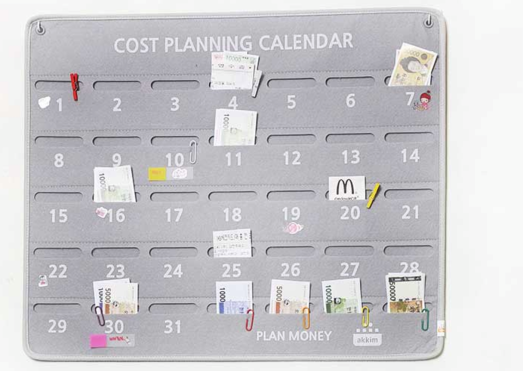 COST PLANNING CALENDAR
1 2 3 4 5 6 7
8 9 10 11 12 13 14
15 16 17 18 19 20 21
22 23 24 25 26 27 28
29 30 31 PLAN MONEY akkim